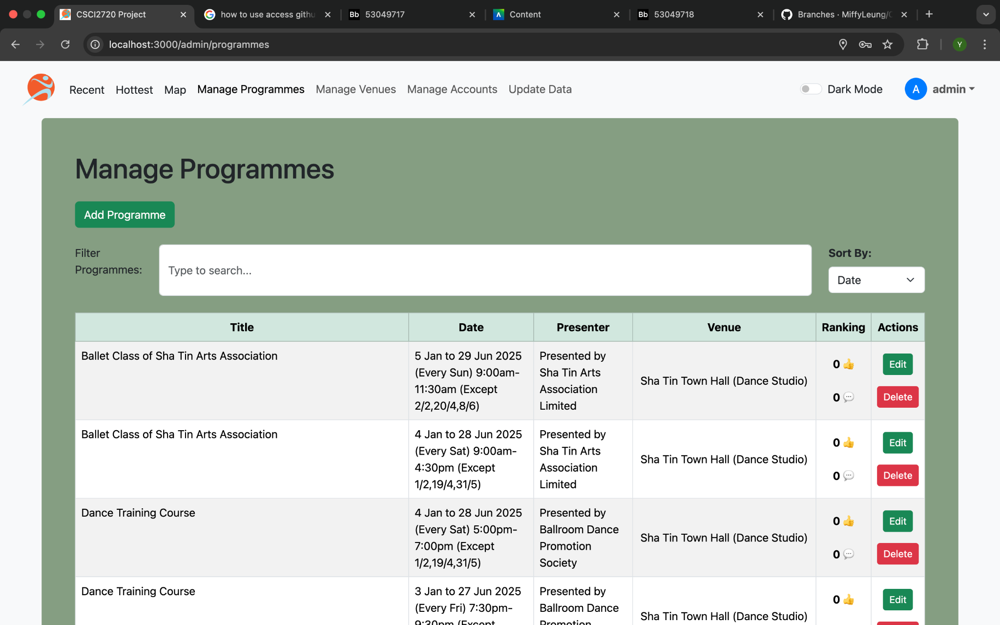 CSCI2720 Project
how to use access githu
Bb 53049717
Content
Bb 53049718
Branches · MiffyLeung/
localhost:3000/admin/programmes
Y
Recent Hottest Map Manage Programmes Manage Venues Manage Accounts Update Data Dark Mode A admin
Manage Programmes
Add Programme
Filter
Programmes:
Type to search...
Sort By:
Date
Title Date Presenter Venue Ranking Actions
Ballet Class of Sha Tin Arts Association
5 Jan to 29 Jun 2025
(Every Sun) 9:00am-
11:30am (Except
2/2,20/4,8/6)
Presented by
Sha Tin Arts
Association
Limited
Sha Tin Town Hall (Dance Studio)
0 👍
0 💬
Edit
Delete
Ballet Class of Sha Tin Arts Association
4 Jan to 28 Jun 2025
(Every Sat) 9:00am-
4:30pm (Except
1/2,19/4,31/5)
Presented by
Sha Tin Arts
Association
Limited
Sha Tin Town Hall (Dance Studio)
0 👍
0 💬
Edit
Delete
Dance Training Course
4 Jan to 28 Jun 2025
(Every Sat) 5:00pm-
7:00pm (Except
1/2,19/4,31/5)
Presented by
Ballroom Dance
Promotion
Society
Sha Tin Town Hall (Dance Studio)
0 👍
0 💬
Edit
Delete
Dance Training Course
3 Jan to 27 Jun 2025
(Every Fri) 7:30pm-
9:30pm (Except
Presented by
Ballroom Dance
Promotion
Sha Tin Town Hall (Dance Studio)
0 👍
Edit